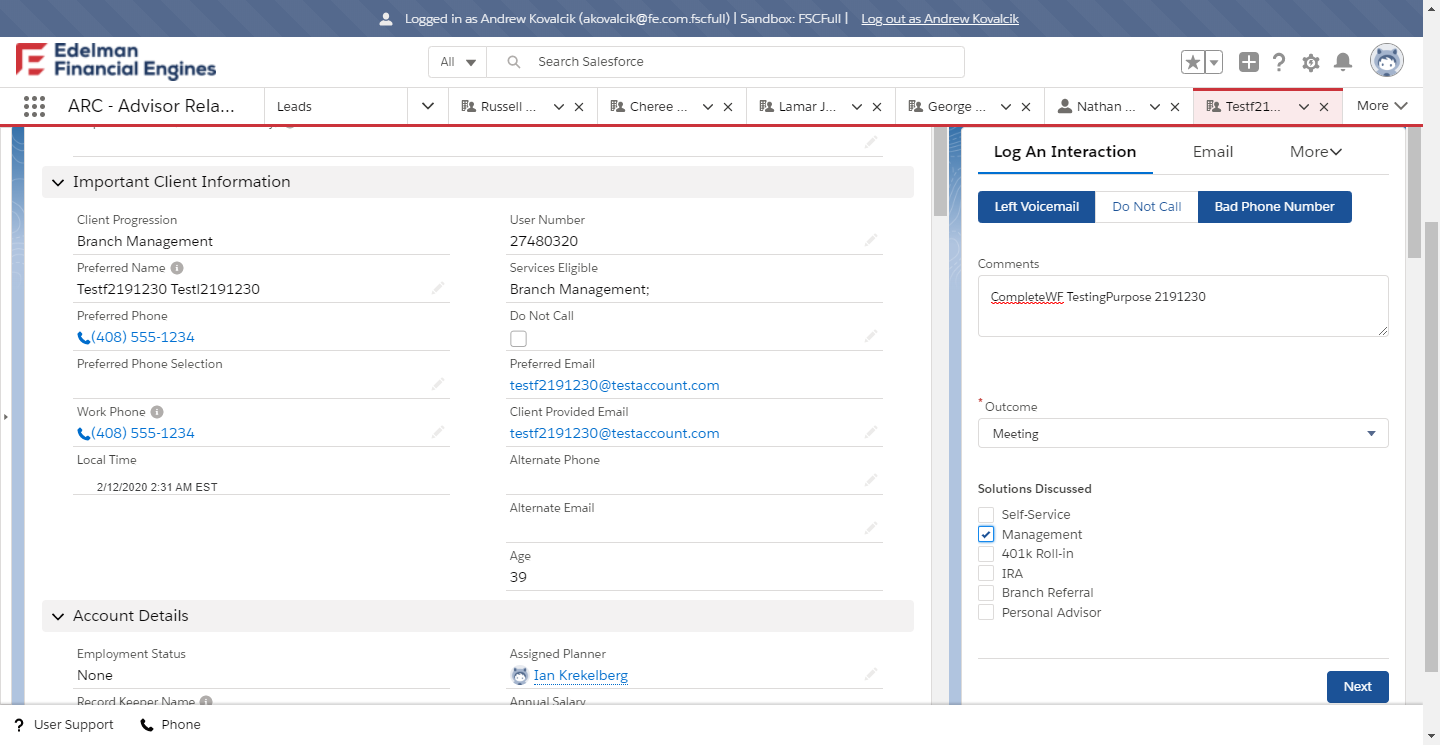 Logged in as Andrew Kovalcik (akovalcik@fe.com.fscfull) | Sandbox: FSCFull | Log out as Andrew Kovalcik
Edelman
Financial Engines
All
Search Salesforce
ARC - Advisor Rela...
Leads
Russell ...
Cheree ...
Lamar J...
George ...
Nathan ...
Testf21...
More
Important Client Information
Client Progression
Branch Management
Preferred Name
Testf2191230 Testl2191230
Preferred Phone
(408) 555-1234
Preferred Phone Selection
Work Phone
(408) 555-1234
Local Time
2/12/2020 2:31 AM EST
User Number
27480320
Services Eligible
Branch Management;
Do Not Call
Preferred Email
testf2191230@testaccount.com
Client Provided Email
testf2191230@testaccount.com
Alternate Phone
Alternate Email
Age
39
Account Details
Employment Status
None
Record Keeper Name
Assigned Planner
Ian Krekelberg
Annual Salary
Log An Interaction
Email
More
Left Voicemail
Do Not Call
Bad Phone Number
Comments
CompleteWF TestingPurpose 2191230
* Outcome
Meeting
Solutions Discussed
Self-Service
Management
401k Roll-in
IRA
Branch Referral
Personal Advisor
Next
? User Support
Phone